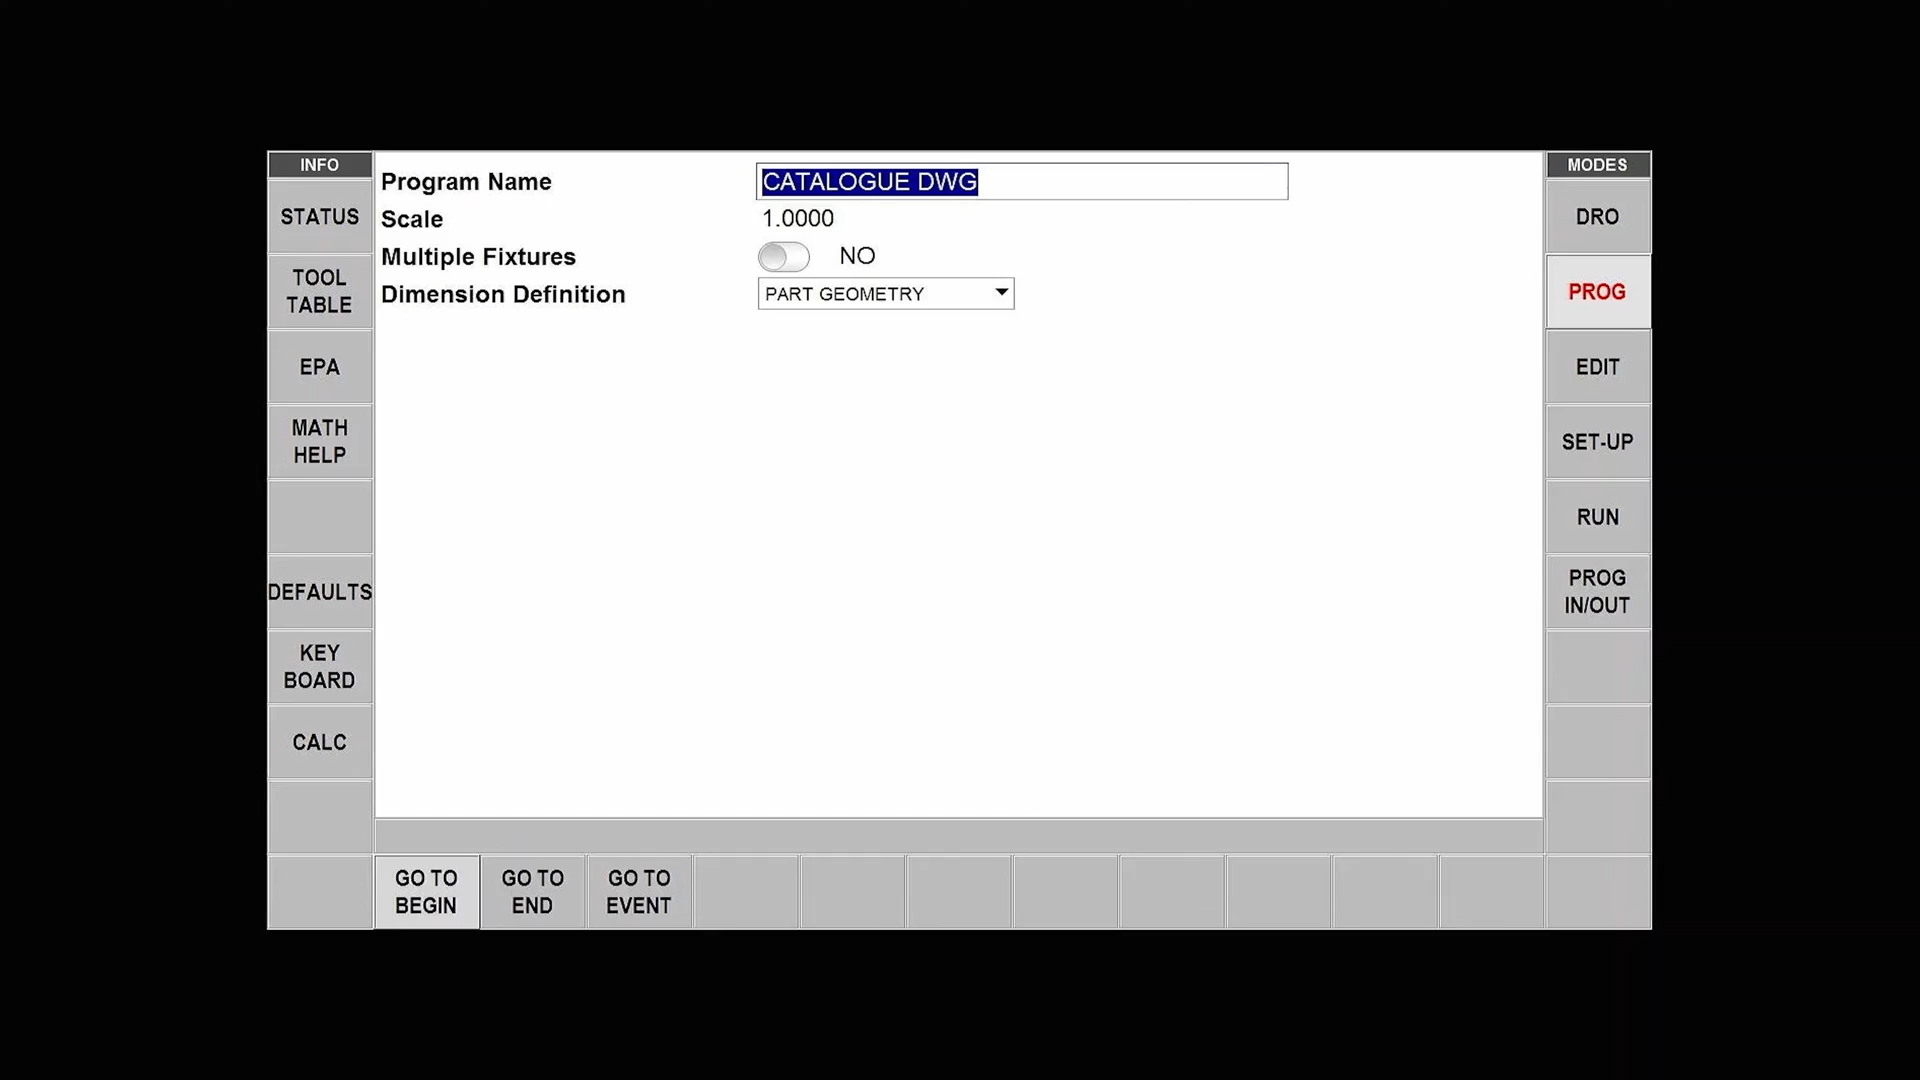 INFO
STATUS
TOOL
TABLE
EPA
MATH
HELP
DEFAULTS
KEY
BOARD
CALC
Program Name CATALOGUE DWG
Scale 1.0000
Multiple Fixtures NO
Dimension Definition PART GEOMETRY
MODES
DRO
PROG
EDIT
SET-UP
RUN
PROG
IN/OUT
GO TO
BEGIN
GO TO
END
GO TO
EVENT